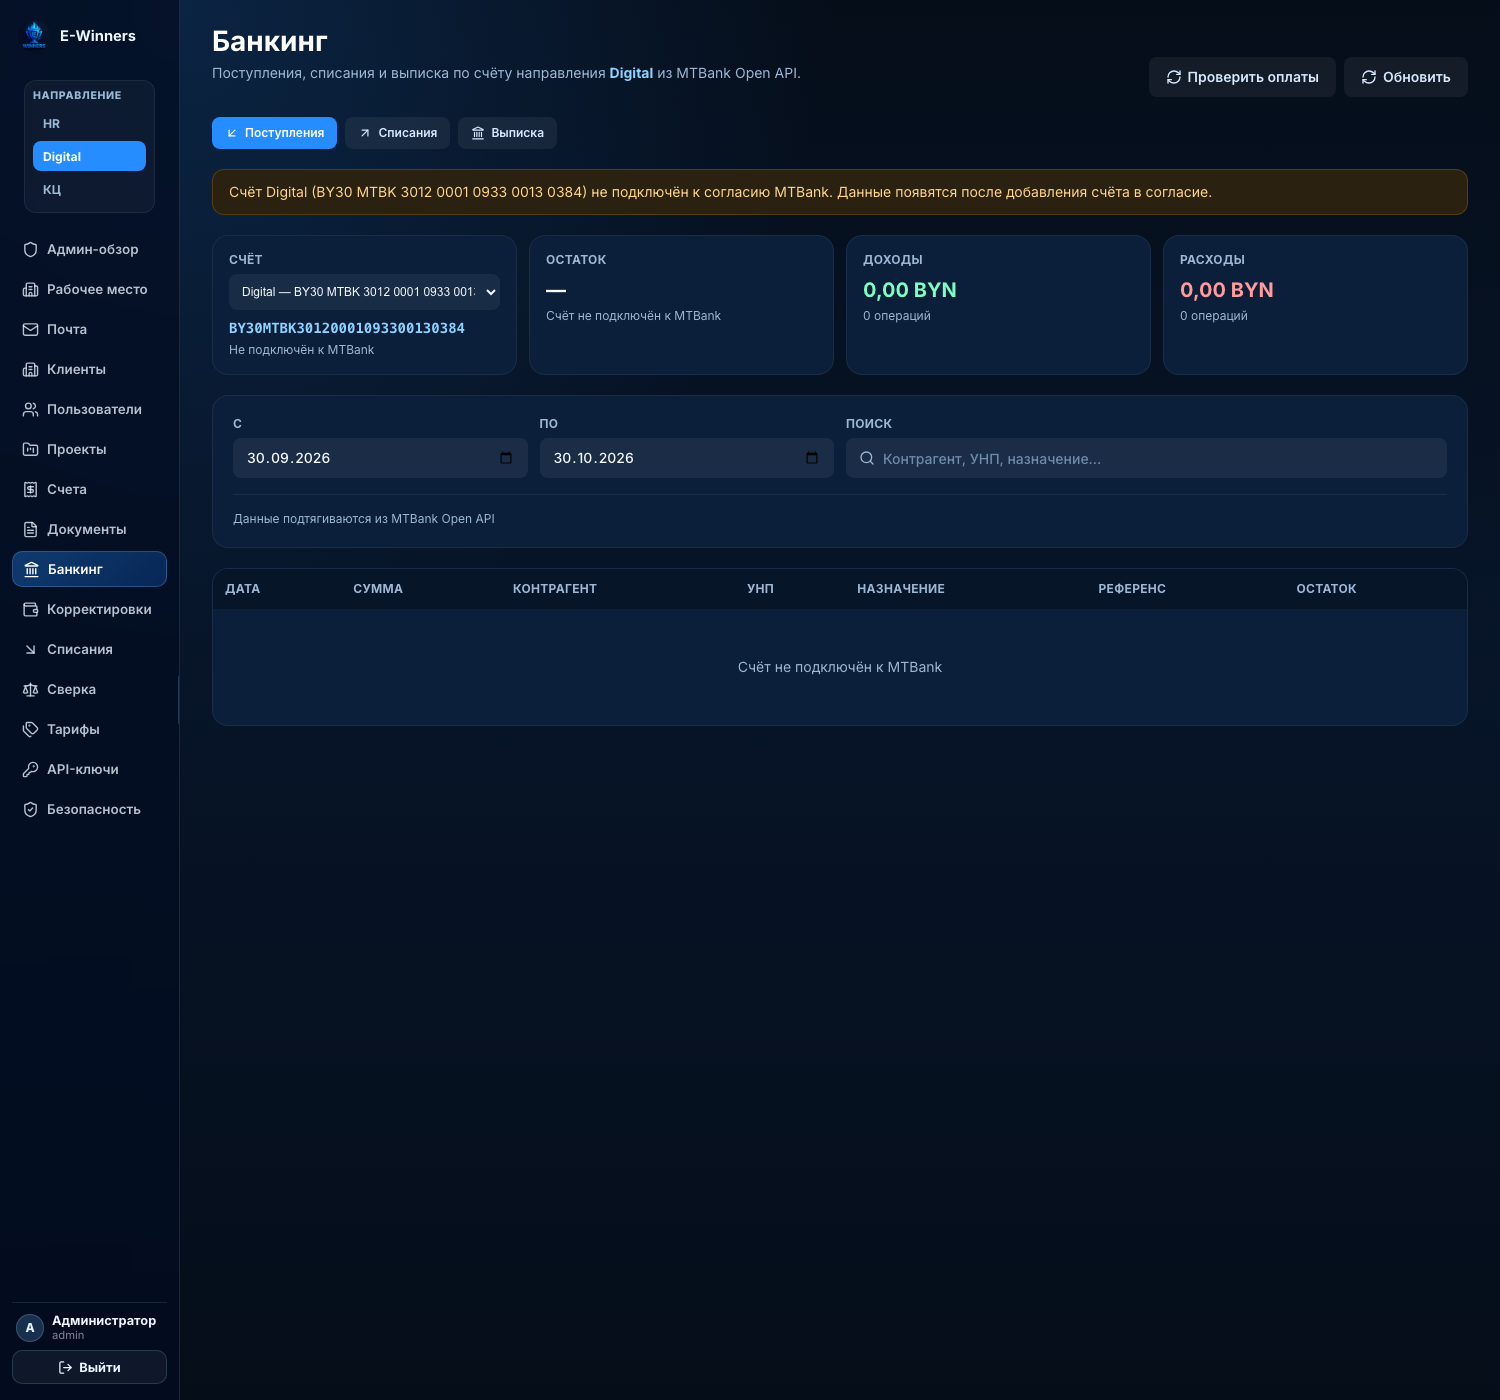 E-Winners
НАПРАВЛЕНИЕ
HR
Digital
КЦ
Админ-обзор
Рабочее место
Почта
Клиенты
Пользователи
Проекты
Счета
Документы
Банкинг
Корректировки
Списания
Сверка
Тарифы
API-ключи
Безопасность
A Администратор
admin
Выйти
Банкинг
Поступления, списания и выписка по счёту направления Digital из MTBank Open API.
Проверить оплаты Обновить
Поступления Списания Выписка
Счёт Digital (BY30 MTBK 3012 0001 0933 0013 0384) не подключён к согласию MTBank. Данные появятся после добавления счёта в согласие.
СЧЁТ
Digital — BY30 MTBK 3012 0001 0933 001
BY30MTBK30120001093300130384
Не подключён к MTBank
ОСТАТОК
—
Счёт не подключён к MTBank
ДОХОДЫ
0,00 BYN
0 операций
РАСХОДЫ
0,00 BYN
0 операций
С ПО ПОИСК
30.09.2026 30.10.2026 Контрагент, УНП, назначение...
Данные подтягиваются из MTBank Open API
ДАТА СУММА КОНТРАГЕНТ УНП НАЗНАЧЕНИЕ РЕФЕРЕНС ОСТАТОК
Счёт не подключён к MTBank